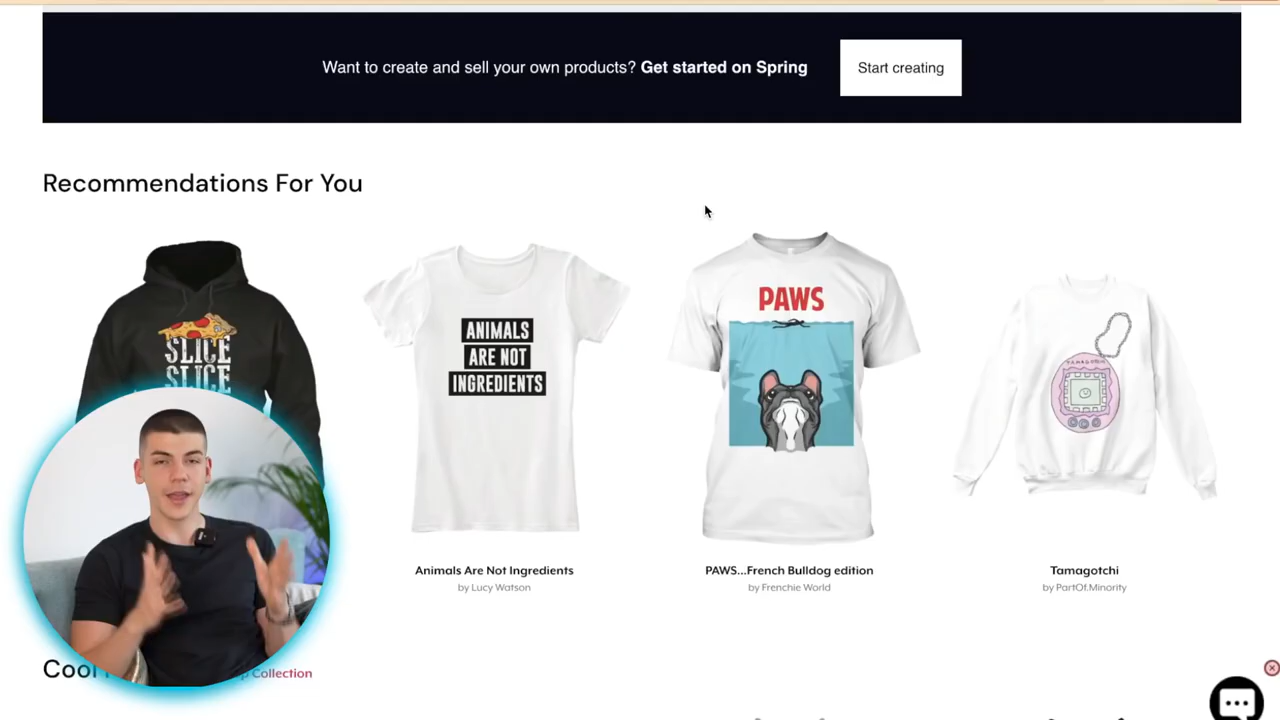 Want to create and sell your own products? Get started on Spring
Start creating
Recommendations For You
SLICE
SLICE
ANIMALS
ARE NOT
INGREDIENTS
PAWS
TAMAGOTCHI
Animals Are Not Ingredients
by Lucy Watson
PAWS...French Bulldog edition
by Frenchie World
Tamagotchi
by PartOf.Minority
Cool
Collection